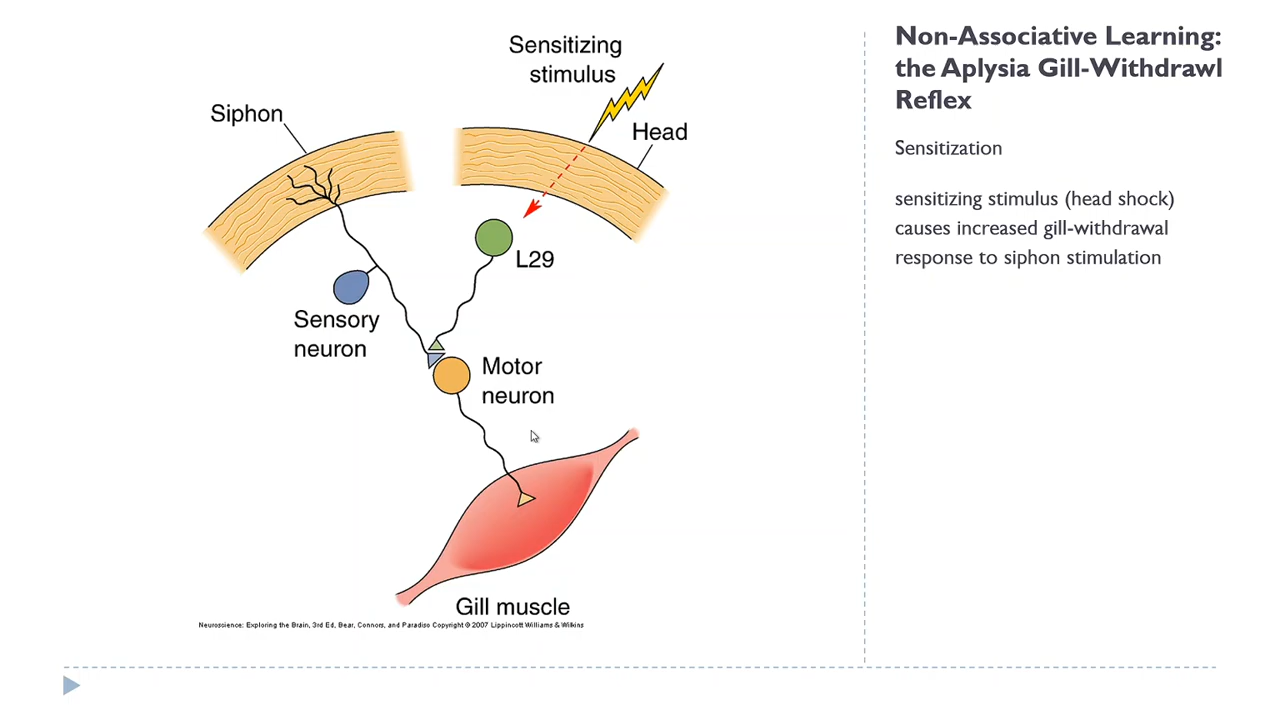 Sensitizing
stimulus
Siphon
Head
L29
Sensory
neuron
Motor
neuron
Gill muscle
Neuroscience: Exploring the Brain, 3rd Ed, Bear, Connors, and Paradiso Copyright © 2007 Lippincott Williams & Wilkins
Non-Associative Learning:
the Aplysia Gill-Withdrawl
Reflex
Sensitization
sensitizing stimulus (head shock)
causes increased gill-withdrawal
response to siphon stimulation